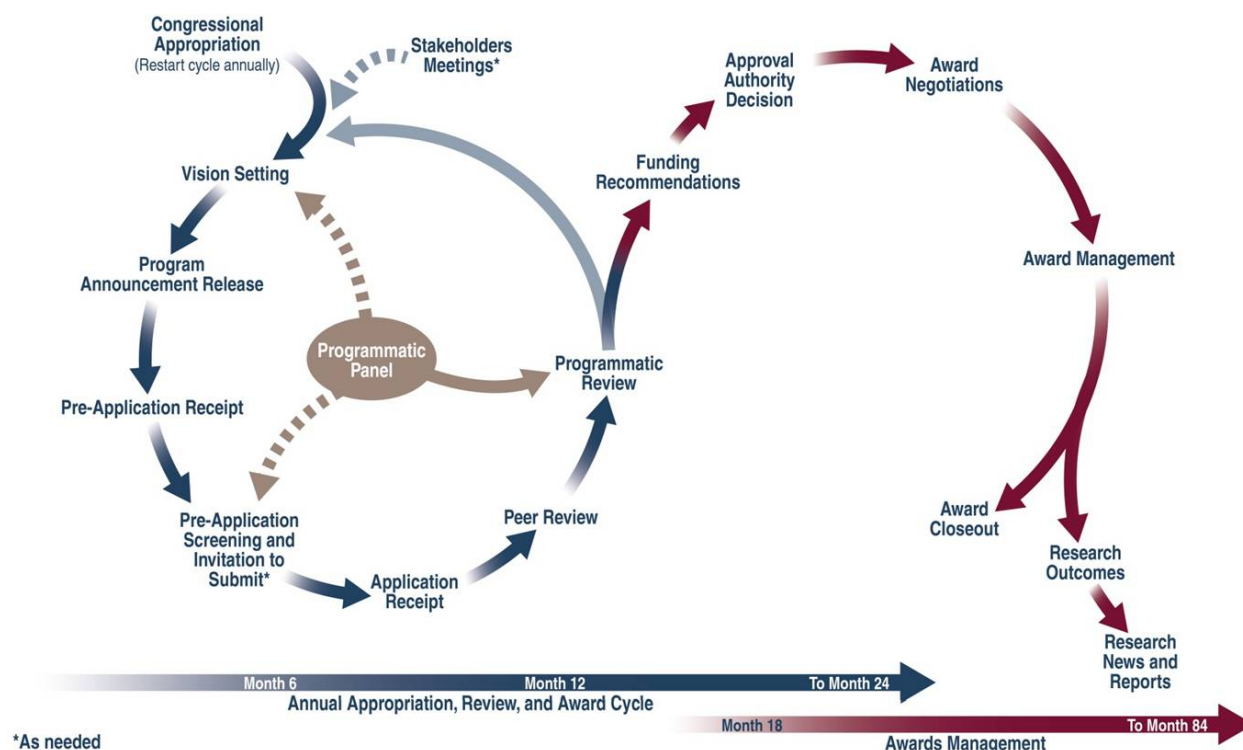 Congressional
Appropriation
(Restart cycle annually)
Stakeholders
Meetings*
Vision Setting
Program
Announcement Release
Pre-Application Receipt
Pre-Application
Screening and
Invitation to
Submit*
Application
Receipt
Peer Review
Programmatic
Review
Programmatic
Panel
Funding
Recommendations
Approval
Authority
Decision
Award
Negotiations
Award Management
Award
Closeout
Research
Outcomes
Research
News and
Reports
Month 6
Month 12
To Month 24
Annual Appropriation, Review, and Award Cycle
Month 18
To Month 84
Awards Management
*As needed